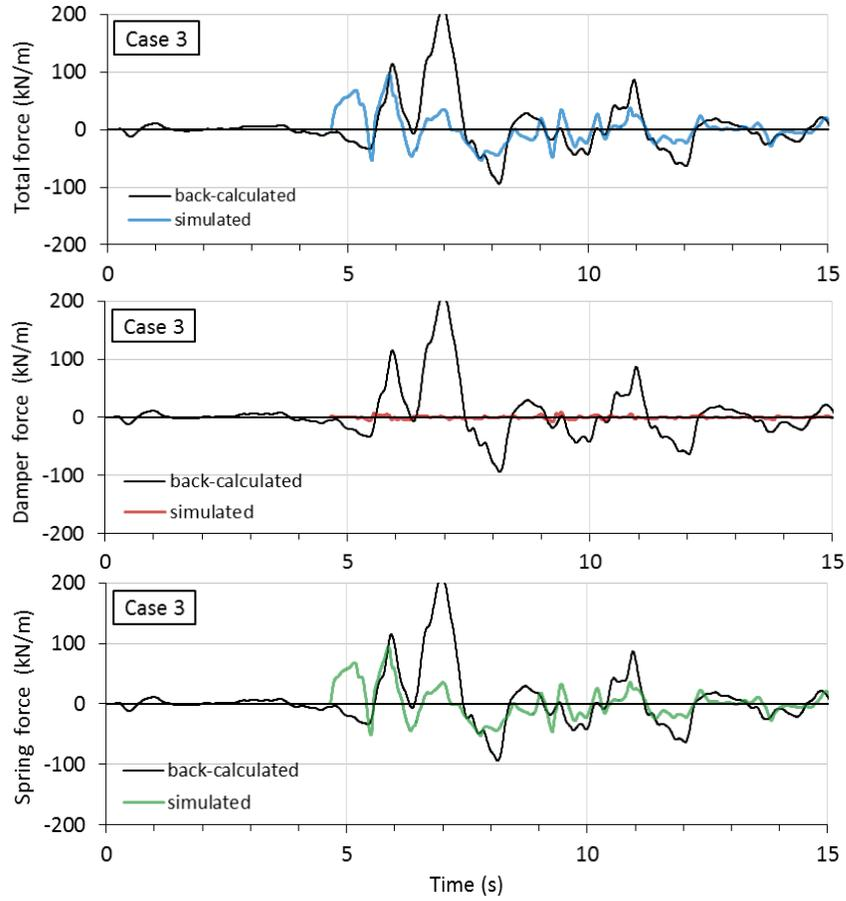 Case 3
Total force (kN/m)
200
100
0
-100
-200
back-calculated
simulated
0 5 10 15
Case 3
Damper force (kN/m)
200
100
0
-100
-200
back-calculated
simulated
0 5 10 15
Case 3
Spring force (kN/m)
200
100
0
-100
-200
back-calculated
simulated
0 5 10 15
Time (s)